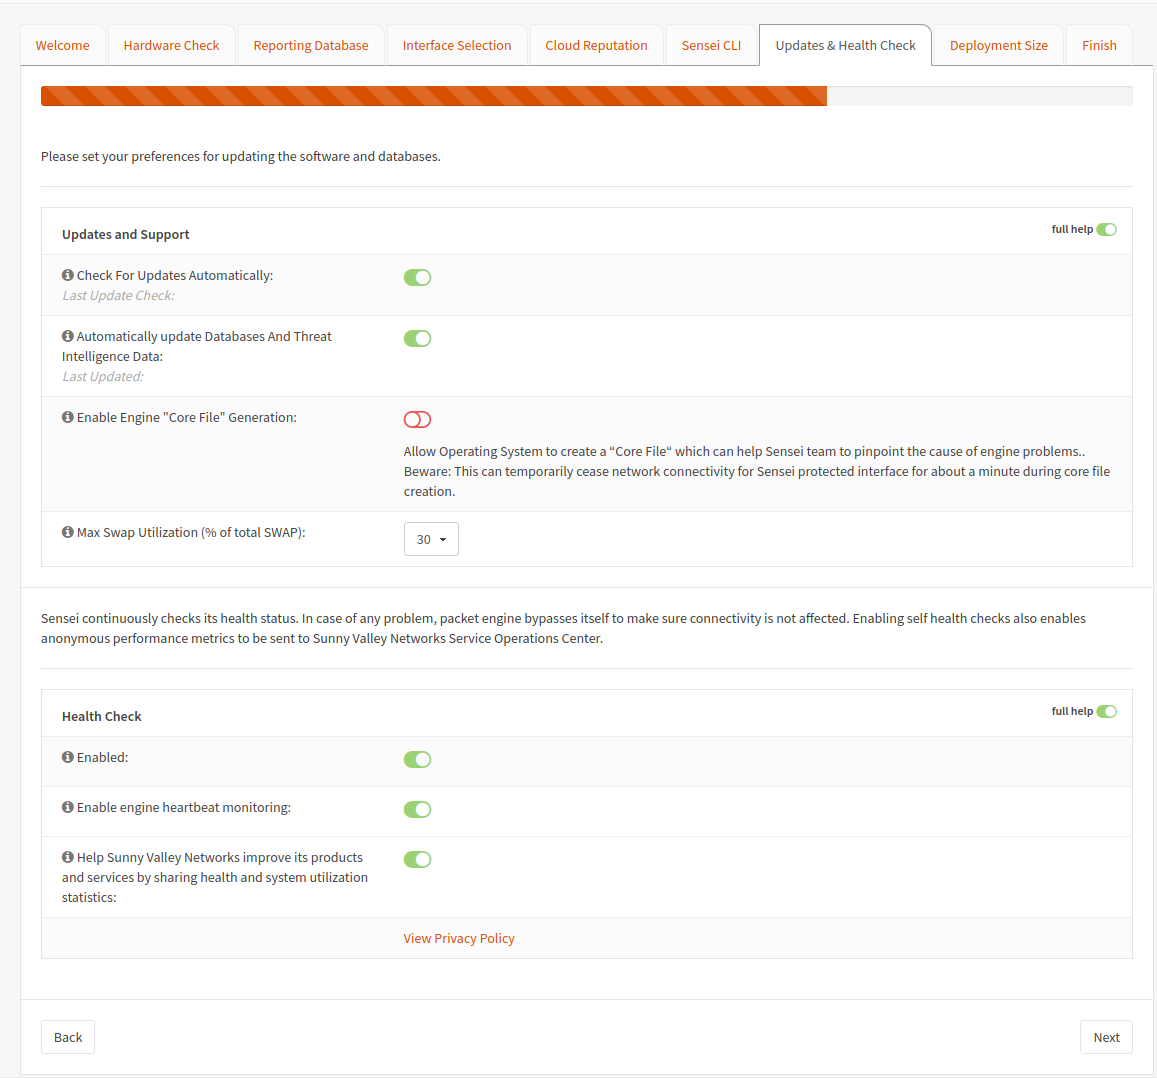 Welcome
Hardware Check
Reporting Database
Interface Selection
Cloud Reputation
Sensei CLI
Updates & Health Check
Deployment Size
Finish
Please set your preferences for updating the software and databases.
Updates and Support
full help
Check For Updates Automatically:
Last Update Check:
Automatically update Databases And Threat
Intelligence Data:
Last Updated:
Enable Engine "Core File" Generation:
Allow Operating System to create a “Core File“ which can help Sensei team to pinpoint the cause of engine problems..
Beware: This can temporarily cease network connectivity for Sensei protected interface for about a minute during core file
creation.
Max Swap Utilization (% of total SWAP):
30
Sensei continuously checks its health status. In case of any problem, packet engine bypasses itself to make sure connectivity is not affected. Enabling self health checks also enables
anonymous performance metrics to be sent to Sunny Valley Networks Service Operations Center.
Health Check
full help
Enabled:
Enable engine heartbeat monitoring:
Help Sunny Valley Networks improve its products
and services by sharing health and system utilization
statistics:
View Privacy Policy
Back
Next